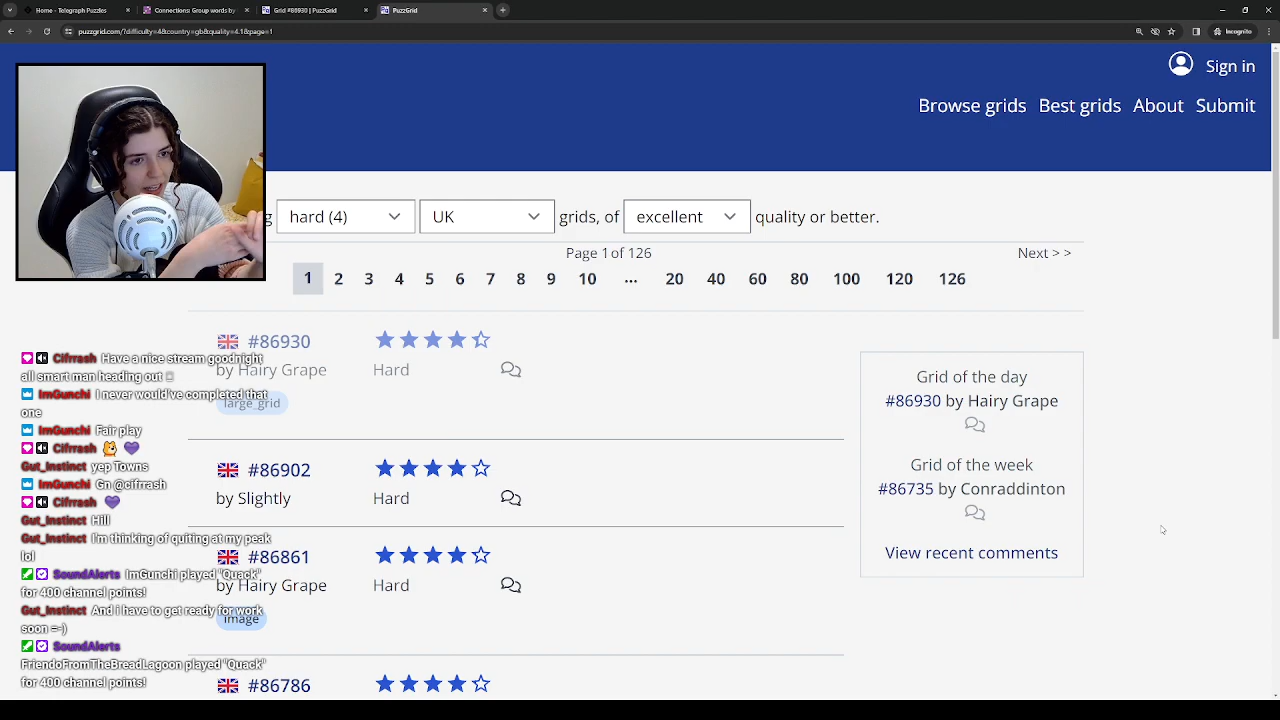 Home - Telegraph Puzzles
Connections: Group words by
Grid #86930 | PuzzGrid
PuzzGrid
puzzgrid.com/?difficulty=4&country=gb&quality=4.1&page=1
Incognito
Sign in
Browse grids Best grids About Submit
hard (4) UK grids, of excellent quality or better.
Page 1 of 126 Next > >
1 2 3 4 5 6 7 8 9 10 ... 20 40 60 80 100 120 126
#86930
by Hairy Grape Hard
large_grid
#86902
by Slightly Hard
#86861
by Hairy Grape Hard
image
#86786
Grid of the day
#86930 by Hairy Grape
Grid of the week
#86735 by Conraddinton
View recent comments
Cifrrash Have a nice stream goodnight
all smart man heading out
ImGunchi I never would've completed that
one
ImGunchi Fair play
Cifrrash
Gut_Instinct yep Towns
ImGunchi Gn @cifrrash
Cifrrash
Gut_Instinct Hill
Gut_Instinct I'm thinking of quiting at my peak
lol
SoundAlerts ImGunchi played "Quack"
for 400 channel points!
Gut_Instinct And i have to get ready for work
soon =-)
SoundAlerts
FriendoFromTheBreadLagoon played "Quack"
for 400 channel points!